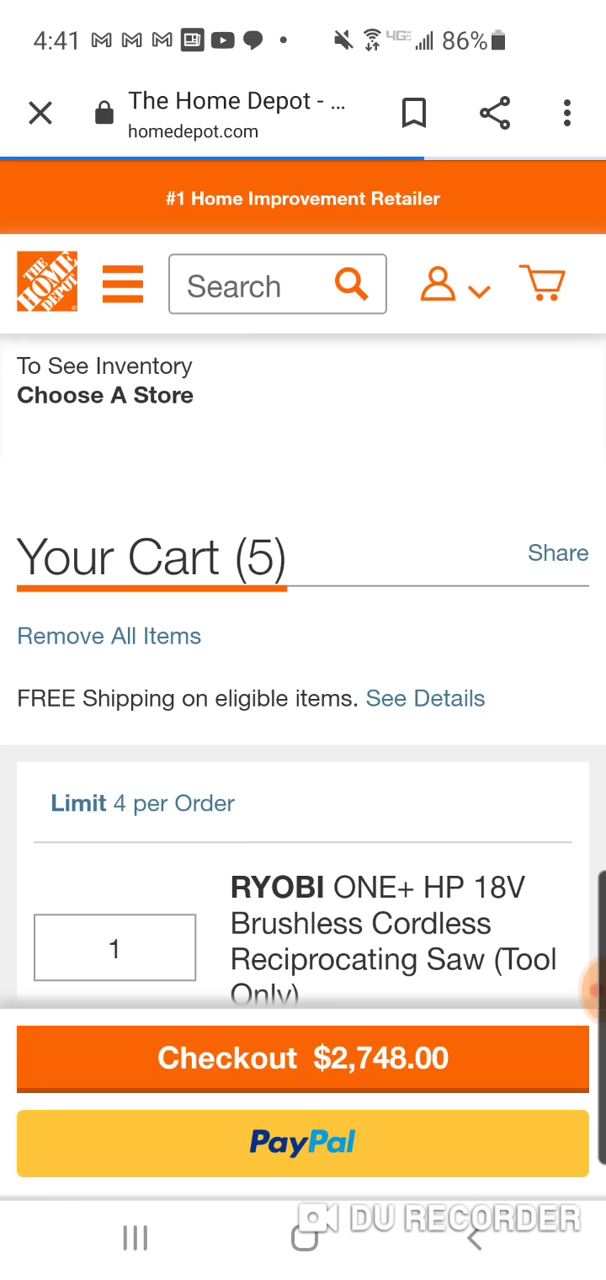 4:41 4GE 86%
The Home Depot - ...
homedepot.com
#1 Home Improvement Retailer
THE HOME DEPOT
Search
To See Inventory
Choose A Store
Your Cart (5)
Share
Remove All Items
FREE Shipping on eligible items. See Details
Limit 4 per Order
1
RYOBI ONE+ HP 18V
Brushless Cordless
Reciprocating Saw (Tool
Only)
Checkout $2,748.00
PayPal
DU RECORDER